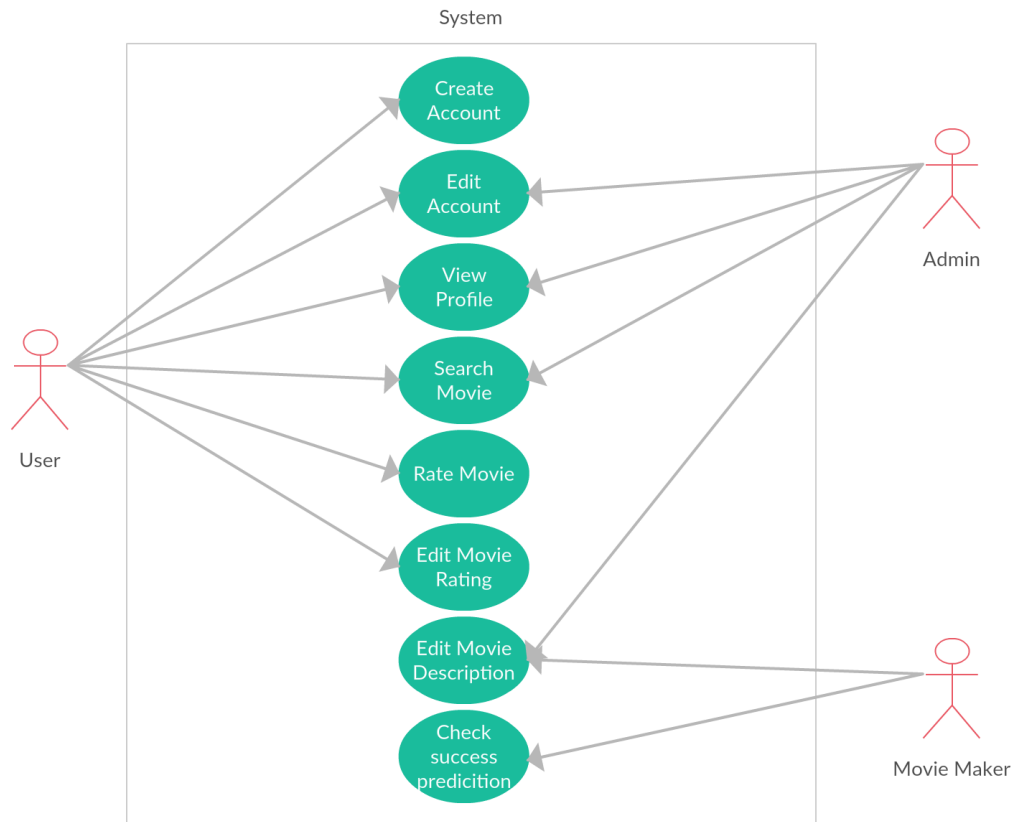 System
Create
Account
Edit
Account
View
Profile
Search
Movie
Rate Movie
Edit Movie
Rating
Edit Movie
Description
Check
success
predicition
User
Admin
Movie Maker